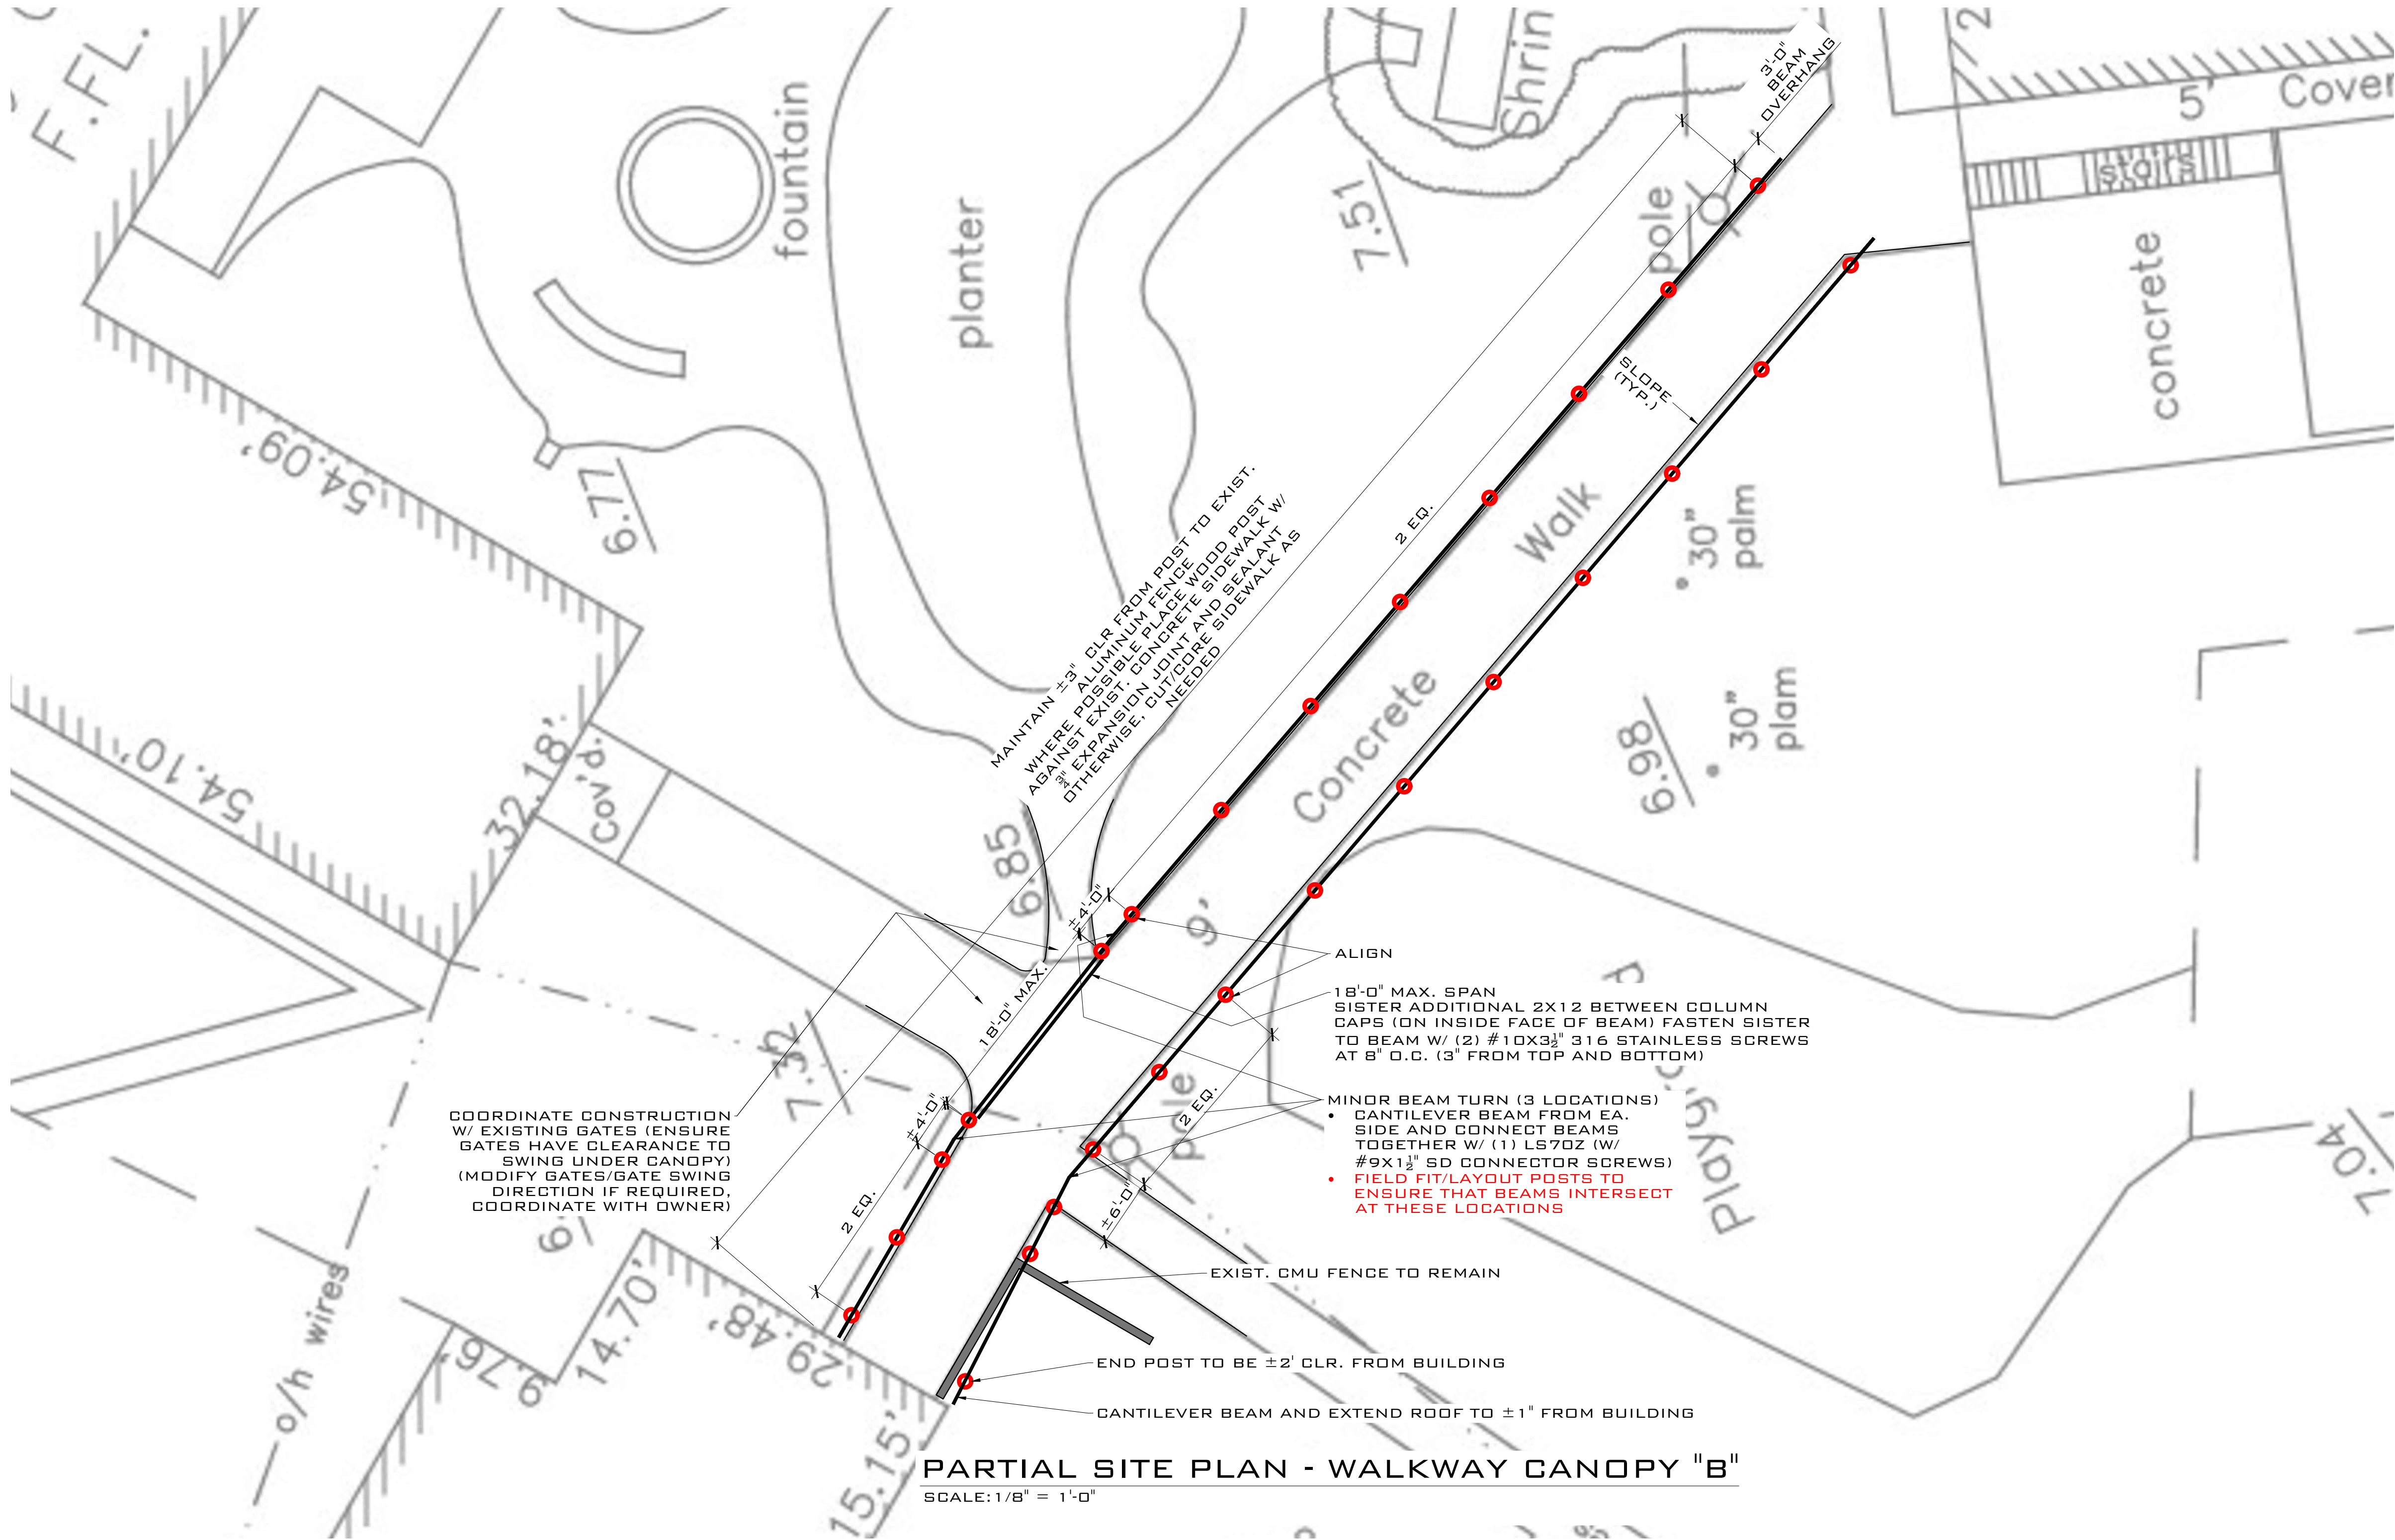 F.FL.
fountain
planter
Shrin
7.51
pole
3'-0"
BEAM
OVERHANG
2
5' Cover
stairs
concrete
54.09'
6.77
SLOPE
(TYP.)
2 EQ.
Walk
30"
palm
MAINTAIN ±3" CLR FROM POST TO EXIST.
ALUMINUM FENCE
WHERE POSSIBLE PLACE WOOD POST
AGAINST EXIST. CONCRETE SIDEWALK W/
¾" EXPANSION JOINT AND SEALANT
OTHERWISE, CUT/CORE SIDEWALK AS
NEEDED
Concrete
30"
plam
6.98
54.10'
32.18'
Cov'd.
6.85
±4'-0"
9'
18'-0" MAX.
ALIGN
18'-0" MAX. SPAN
SISTER ADDITIONAL 2X12 BETWEEN COLUMN
CAPS (ON INSIDE FACE OF BEAM) FASTEN SISTER
TO BEAM W/ (2) #10X3½" 316 STAINLESS SCREWS
AT 8" O.C. (3" FROM TOP AND BOTTOM)
7.32
±4'-0"
pole
2 EQ.
MINOR BEAM TURN (3 LOCATIONS)
• CANTILEVER BEAM FROM EA.
SIDE AND CONNECT BEAMS
TOGETHER W/ (1) LS70Z (W/
#9X1½" SD CONNECTOR SCREWS)
• FIELD FIT/LAYOUT POSTS TO
ENSURE THAT BEAMS INTERSECT
AT THESE LOCATIONS
Playg
7.04
COORDINATE CONSTRUCTION
W/ EXISTING GATES (ENSURE
GATES HAVE CLEARANCE TO
SWING UNDER CANOPY)
(MODIFY GATES/GATE SWING
DIRECTION IF REQUIRED,
COORDINATE WITH OWNER)
2 EQ.
±6'-0"
EXIST. CMU FENCE TO REMAIN
o/h wires
9.76'
14.70'
29.48'
15.15'
END POST TO BE ±2' CLR. FROM BUILDING
CANTILEVER BEAM AND EXTEND ROOF TO ±1" FROM BUILDING
PARTIAL SITE PLAN - WALKWAY CANOPY "B"
SCALE: 1/8" = 1'-0"